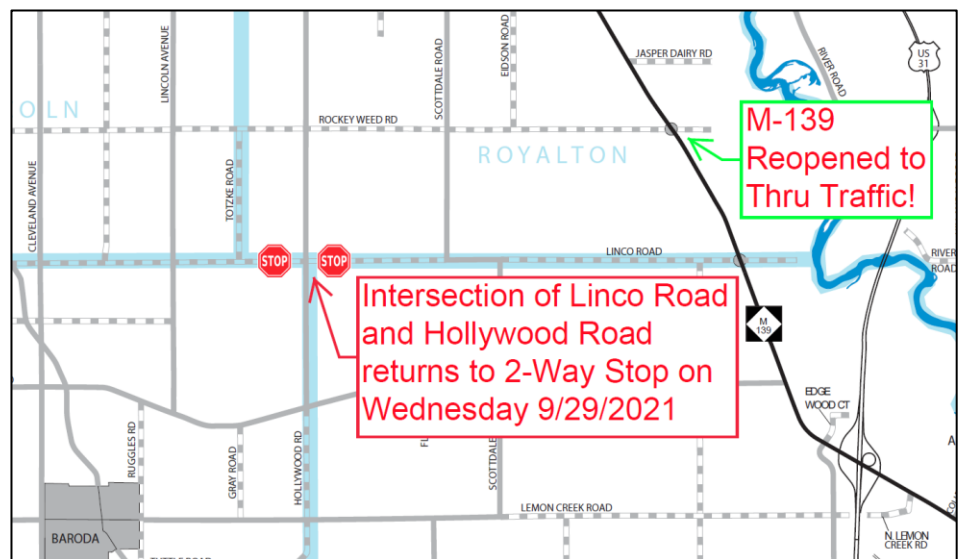 LINCOLN AVENUE
SCOTTDALE ROAD
EIDSON ROAD
JASPER DAIRY RD
RIVER ROAD
US
31
OLN
ROCKEY WEED RD
ROYALTON
M-139
Reopened to
Thru Traffic!
CLEVELAND AVENUE
TOTZKE ROAD
STOP
STOP
LINCO ROAD
RIVER
ROAD
Intersection of Linco Road
and Hollywood Road
returns to 2-Way Stop on
Wednesday 9/29/2021
M
139
EDGE
WOOD CT
RUGGLES RD
GRAY ROAD
HOLLYWOOD RD
SCOTTDALE
LEMON CREEK ROAD
N. LEMON
CREEK RD
BARODA